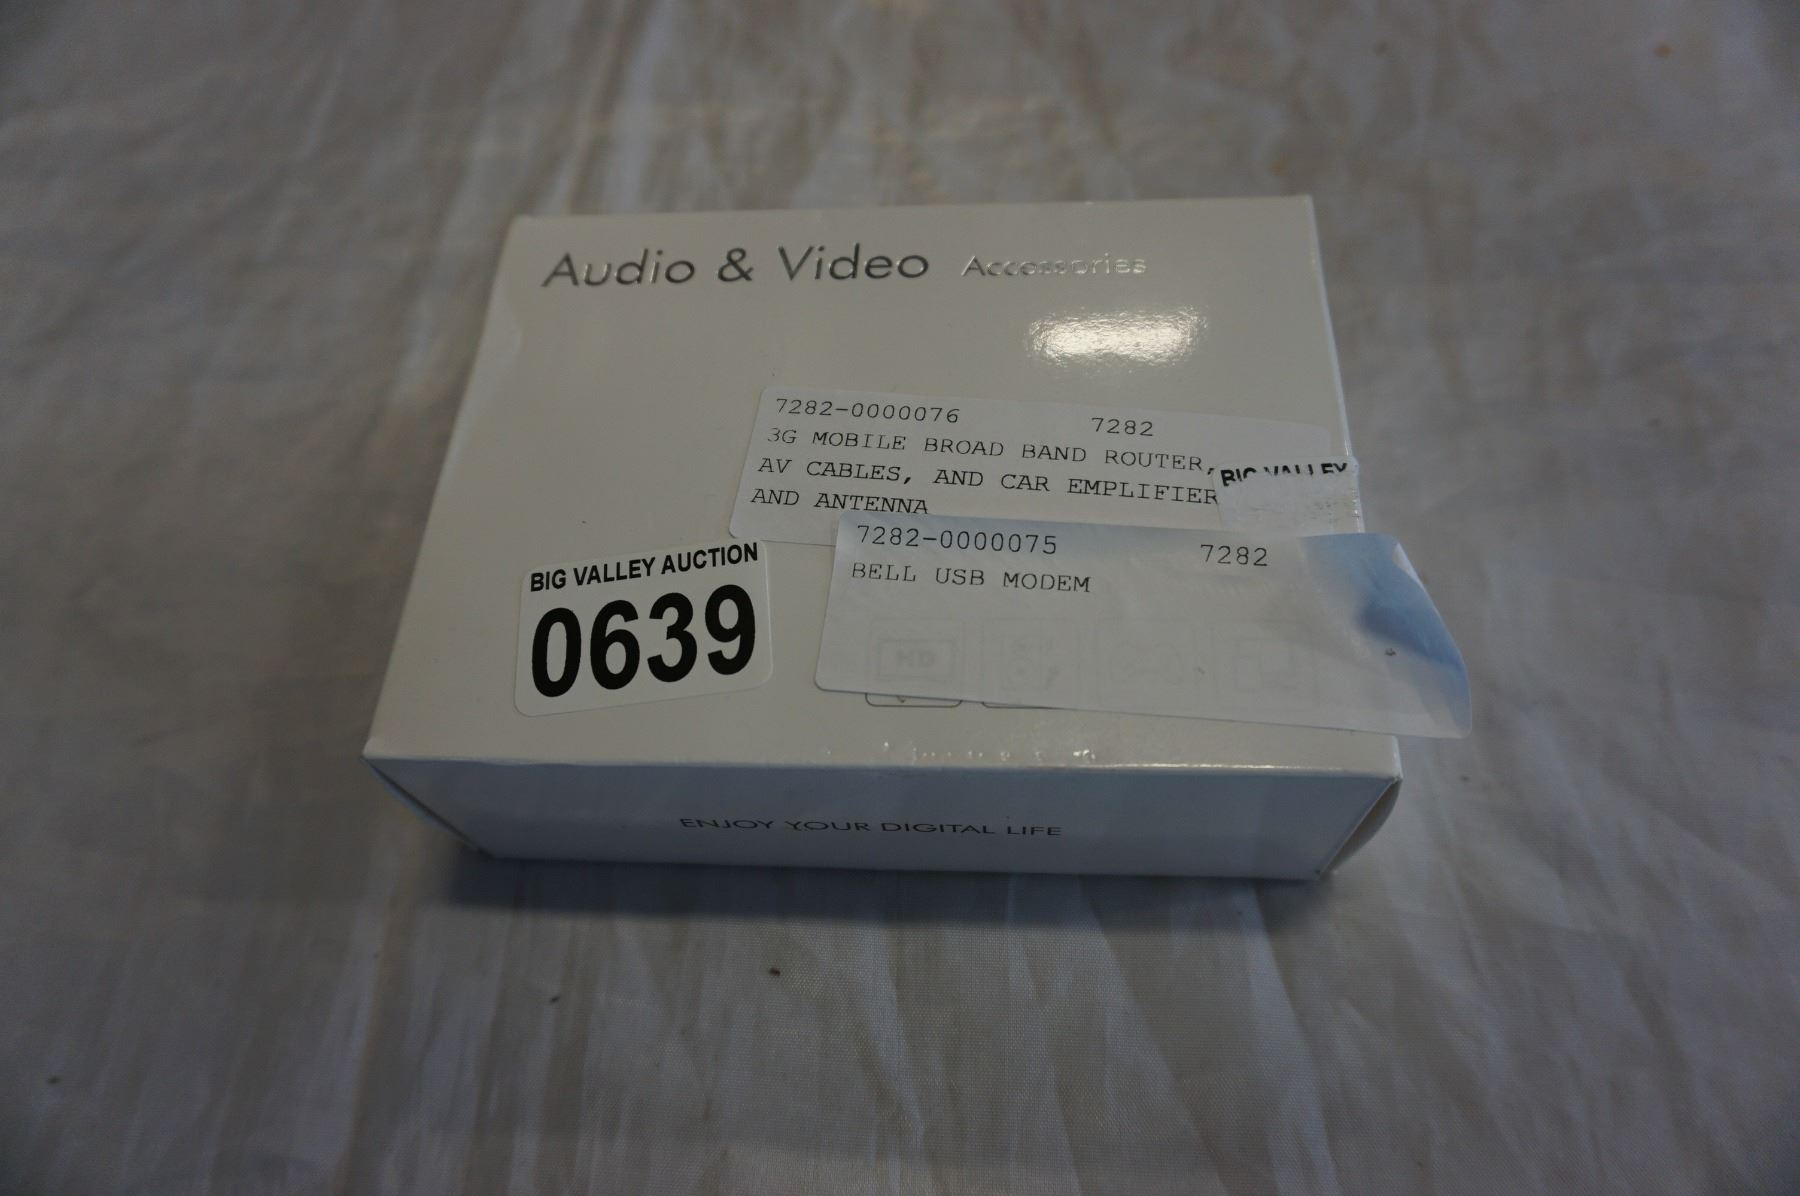 Audio & Video Accessories
7282-0000076 7282
3G MOBILE BROAD BAND ROUTER,
AV CABLES, AND CAR EMPLIFIER
AND ANTENNA
BIG VALLEY
7282-0000075 7282
BELL USB MODEM
BIG VALLEY AUCTION
0639
HD
ENJOY YOUR DIGITAL LIFE